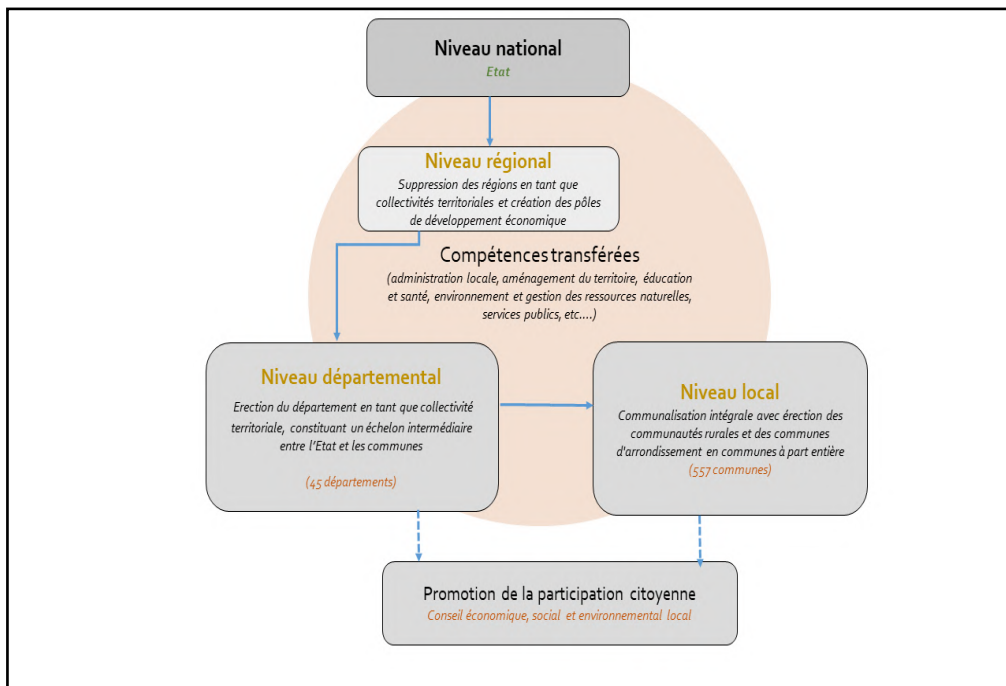 Niveau national
Etat
Niveau régional
Suppression des régions en tant que
collectivités territoriales et création des pôles
de développement économique
Compétences transférées
(administration locale, aménagement du territoire, éducation
et santé, environnement et gestion des ressources naturelles,
services publics, etc....)
Niveau départemental
Erection du département en tant que collectivité
territoriale, constituant un échelon intermédiaire
entre l'Etat et les communes
(45 départements)
Niveau local
Communalisation intégrale avec érection des
communautés rurales et des communes
d'arrondissement en communes à part entière
(557 communes)
Promotion de la participation citoyenne
Conseil économique, social et environnemental local